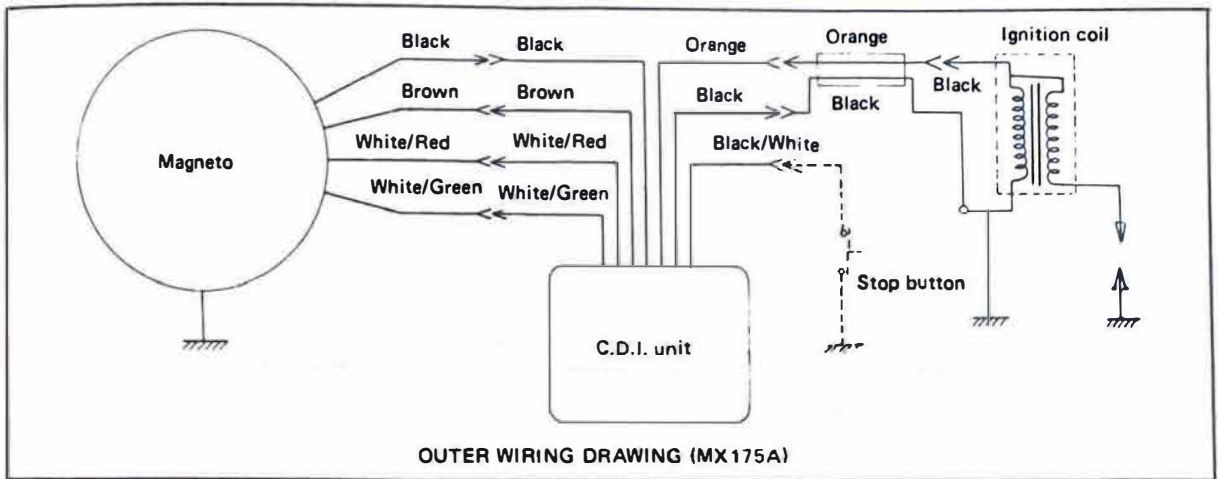 Black
Black
Brown
Brown
White/Red
White/Red
White/Green
White/Green
Magneto
Orange
Orange
Black
Black
Black
Black/White
Ignition coil
Stop button
C.D.I. unit
OUTER WIRING DRAWING (MX175A)